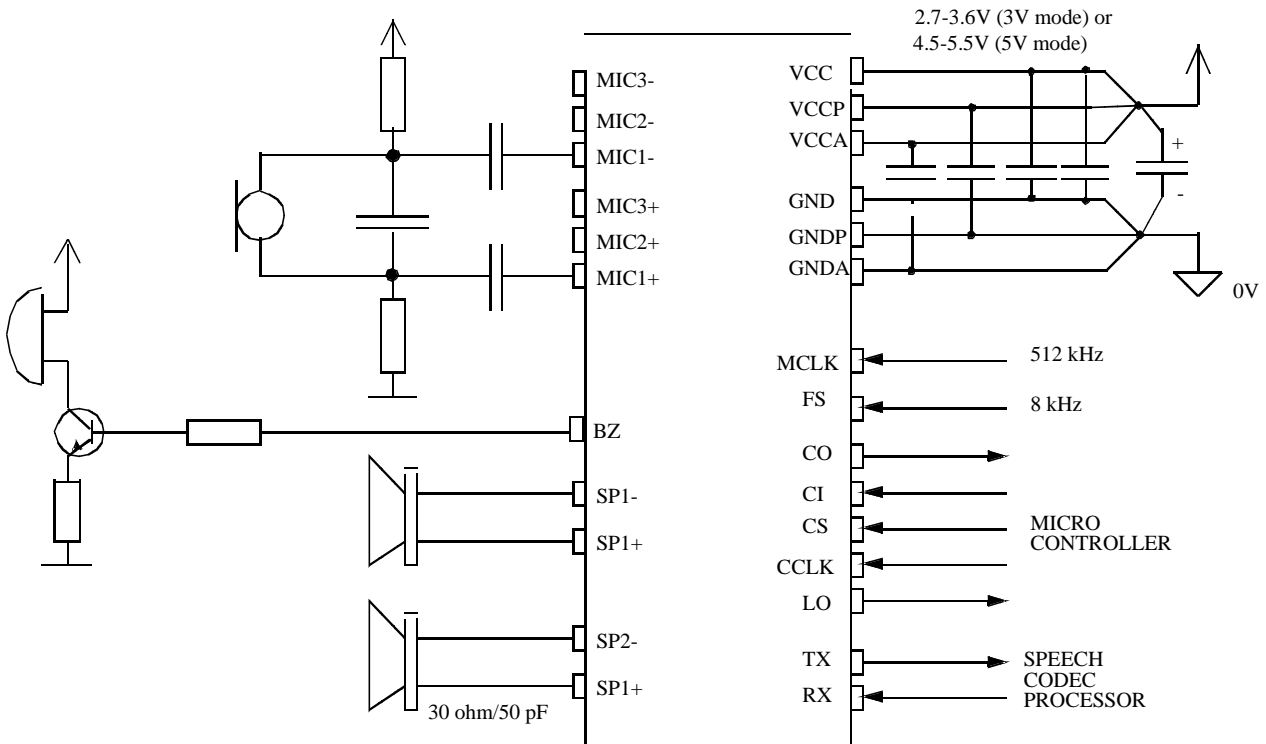 2.7-3.6V (3V mode) or
4.5-5.5V (5V mode)
MIC3-
MIC2-
MIC1-
MIC3+
MIC2+
MIC1+
BZ
SP1-
SP1+
SP2-
SP1+
30 ohm/50 pF
VCC
VCCP
VCCA
GND
GNDP
GNDA
+
-
0V
MCLK
512 kHz
FS
8 kHz
CO
CI
CS
CCLK
LO
MICRO
CONTROLLER
TX
RX
SPEECH
CODEC
PROCESSOR